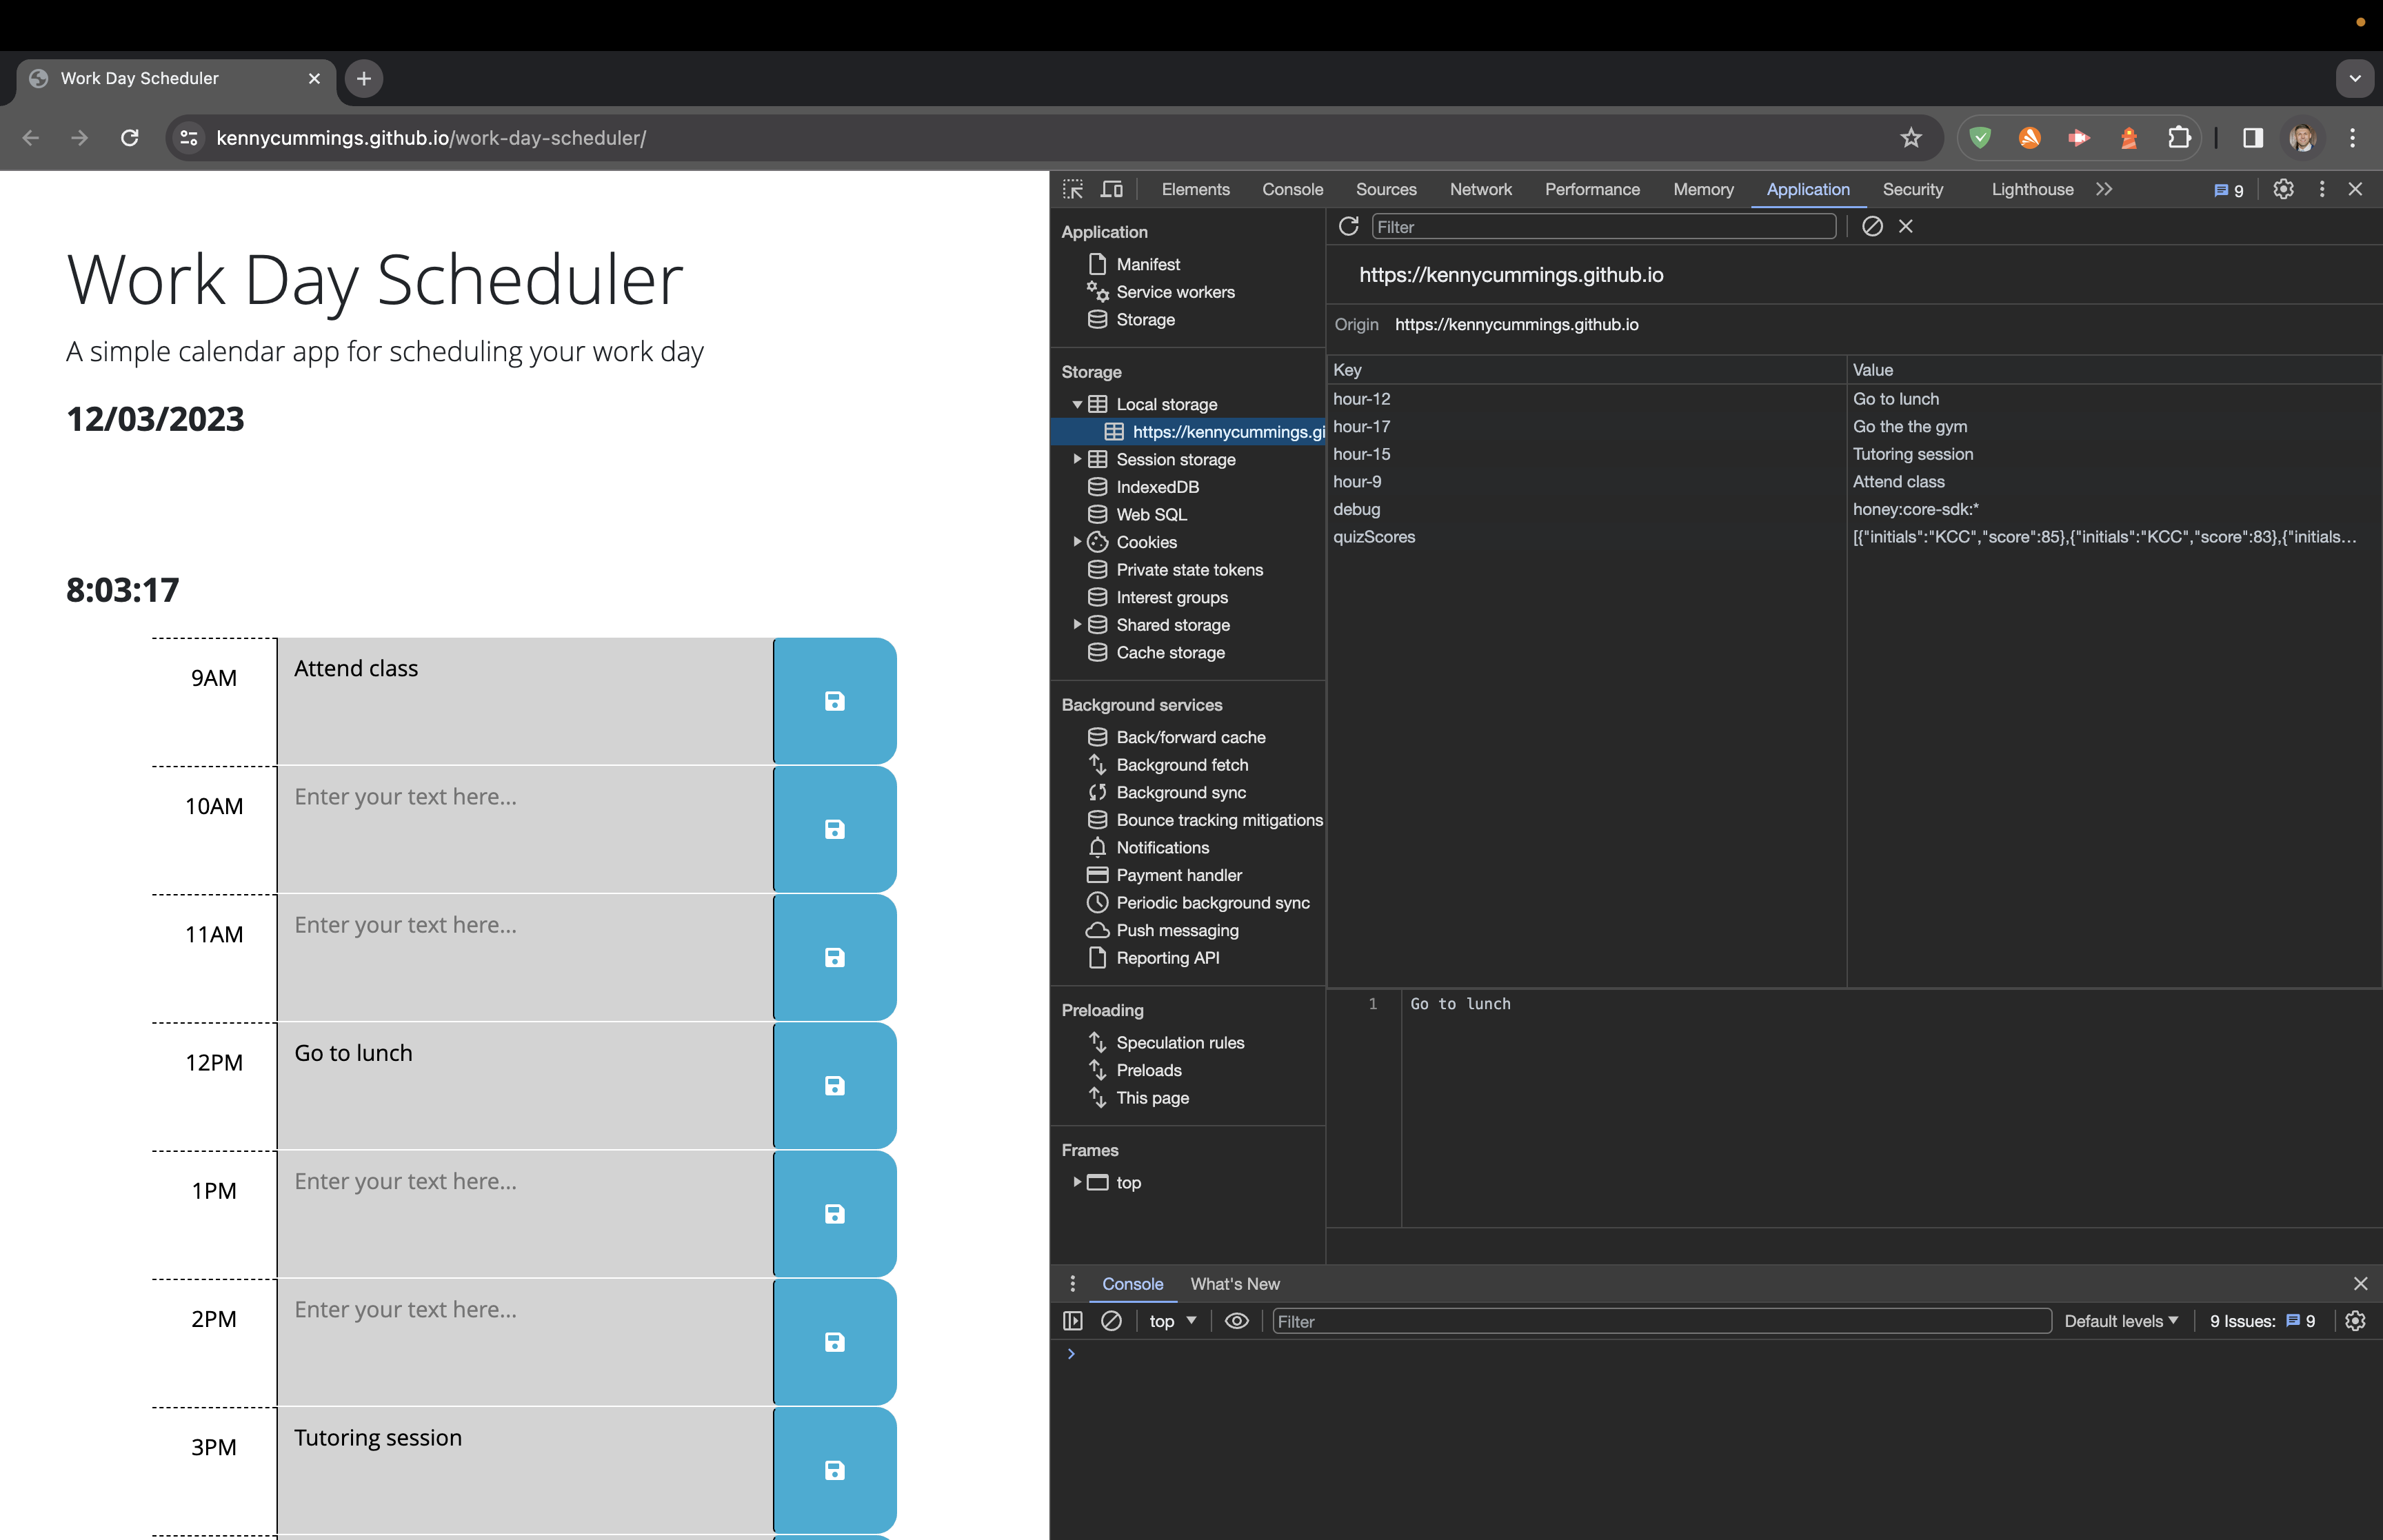 Work Day Scheduler
kennycummings.github.io/work-day-scheduler/
Work Day Scheduler
A simple calendar app for scheduling your work day
12/03/2023
8:03:17
9AM Attend class
10AM Enter your text here...
11AM Enter your text here...
12PM Go to lunch
1PM Enter your text here...
2PM Enter your text here...
3PM Tutoring session
Elements Console Sources Network Performance Memory Application Security Lighthouse 9
Application
Manifest
Service workers
Storage
Storage
Local storage
https://kennycummings.gi
Session storage
IndexedDB
Web SQL
Cookies
Private state tokens
Interest groups
Shared storage
Cache storage
Background services
Back/forward cache
Background fetch
Background sync
Bounce tracking mitigations
Notifications
Payment handler
Periodic background sync
Push messaging
Reporting API
Preloading
Speculation rules
Preloads
This page
Frames
top
Filter
https://kennycummings.github.io
Origin https://kennycummings.github.io
Key Value
hour-12 Go to lunch
hour-17 Go the the gym
hour-15 Tutoring session
hour-9 Attend class
debug honey:core-sdk:*
quizScores [{"initials":"KCC","score":85},{"initials":"KCC","score":83},{"initials…
1 Go to lunch
Console What's New
top Filter Default levels 9 Issues: 9